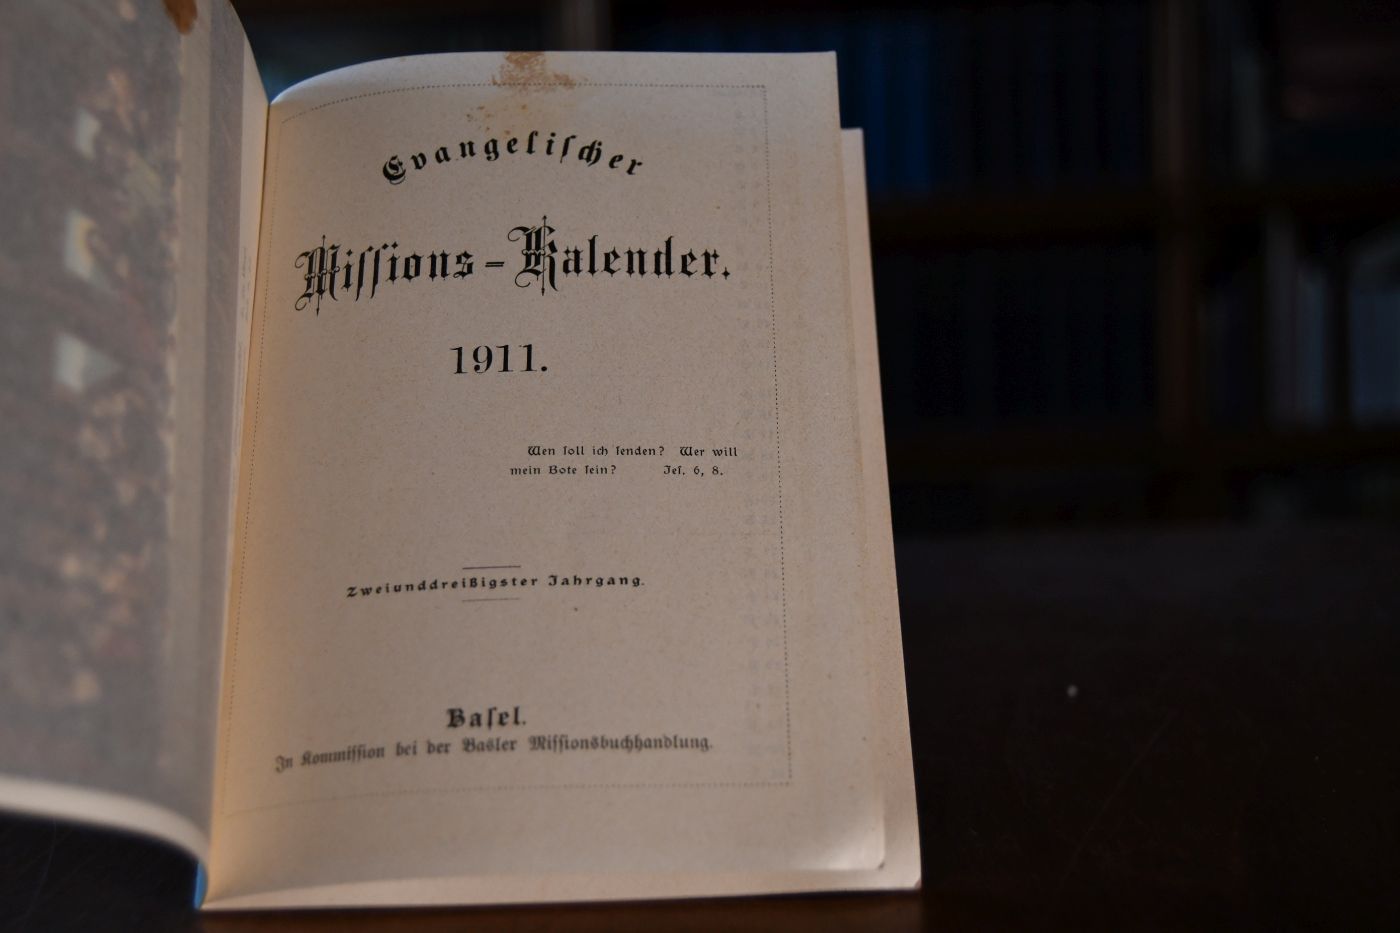 Evangelischer
Missions-Kalender.
1911.
Wen soll ich senden? Wer will
mein Bote sein? Jes. 6, 8.
Zweiunddreißigster Jahrgang.
Basel.
In Kommission bei der Basler Missionsbuchhandlung.